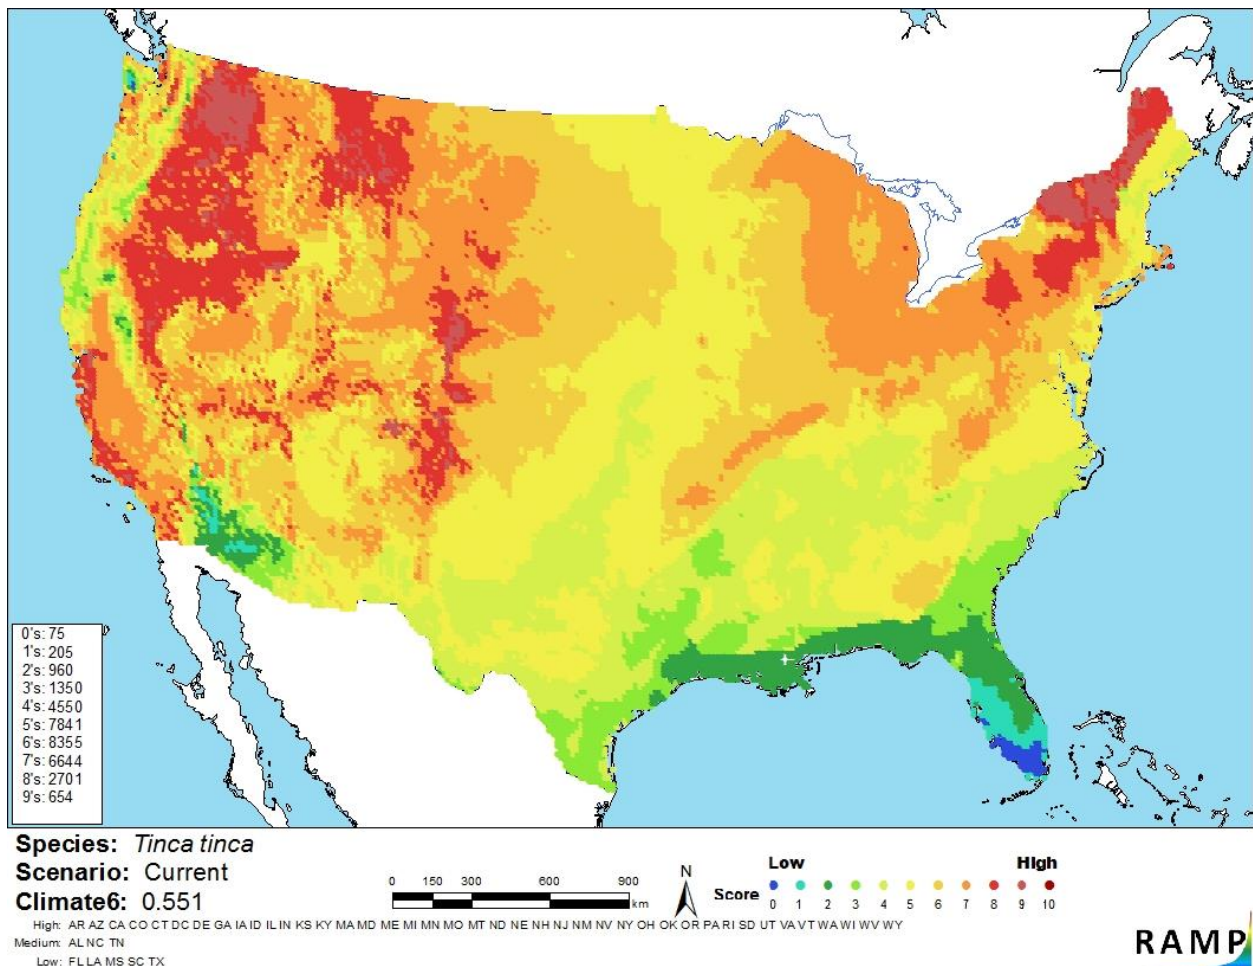 0's: 75
1's: 205
2's: 960
3's: 1350
4's: 4550
5's: 7841
6's: 8355
7's: 6644
8's: 2701
9's: 654
Species: Tinca tinca
Scenario: Current
Climate6: 0.551
0 150 300 600 900
km
N
Low High
Score 0 1 2 3 4 5 6 7 8 9 10
High: AR AZ CA CO CT DC DE GA IA ID IL IN KS KY MA MD ME MI MN MO MT ND NE NH NJ NM NV NY OH OK OR PA RI SD UT VA VT WA WI WV WY
Medium: AL NC TN
Low: FL LA MS SC TX
RAMP